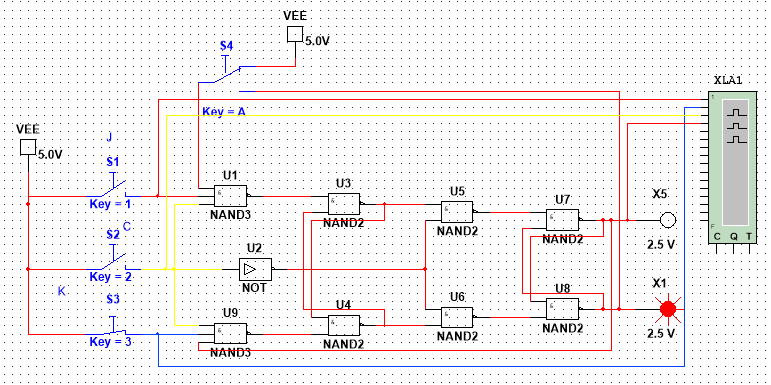 VEE
5.0V
S4
Key = A
XLA1
1
F
C Q T
VEE
5.0V
J
S1
Key = 1
C
S2
Key = 2
K
S3
Key = 3
U1
&
NAND3
U3
&
NAND2
U5
&
NAND2
U7
&
NAND2
X5
2.5 V
U2
NOT
U9
&
NAND3
U4
&
NAND2
U6
&
NAND2
U8
&
NAND2
X1
2.5 V